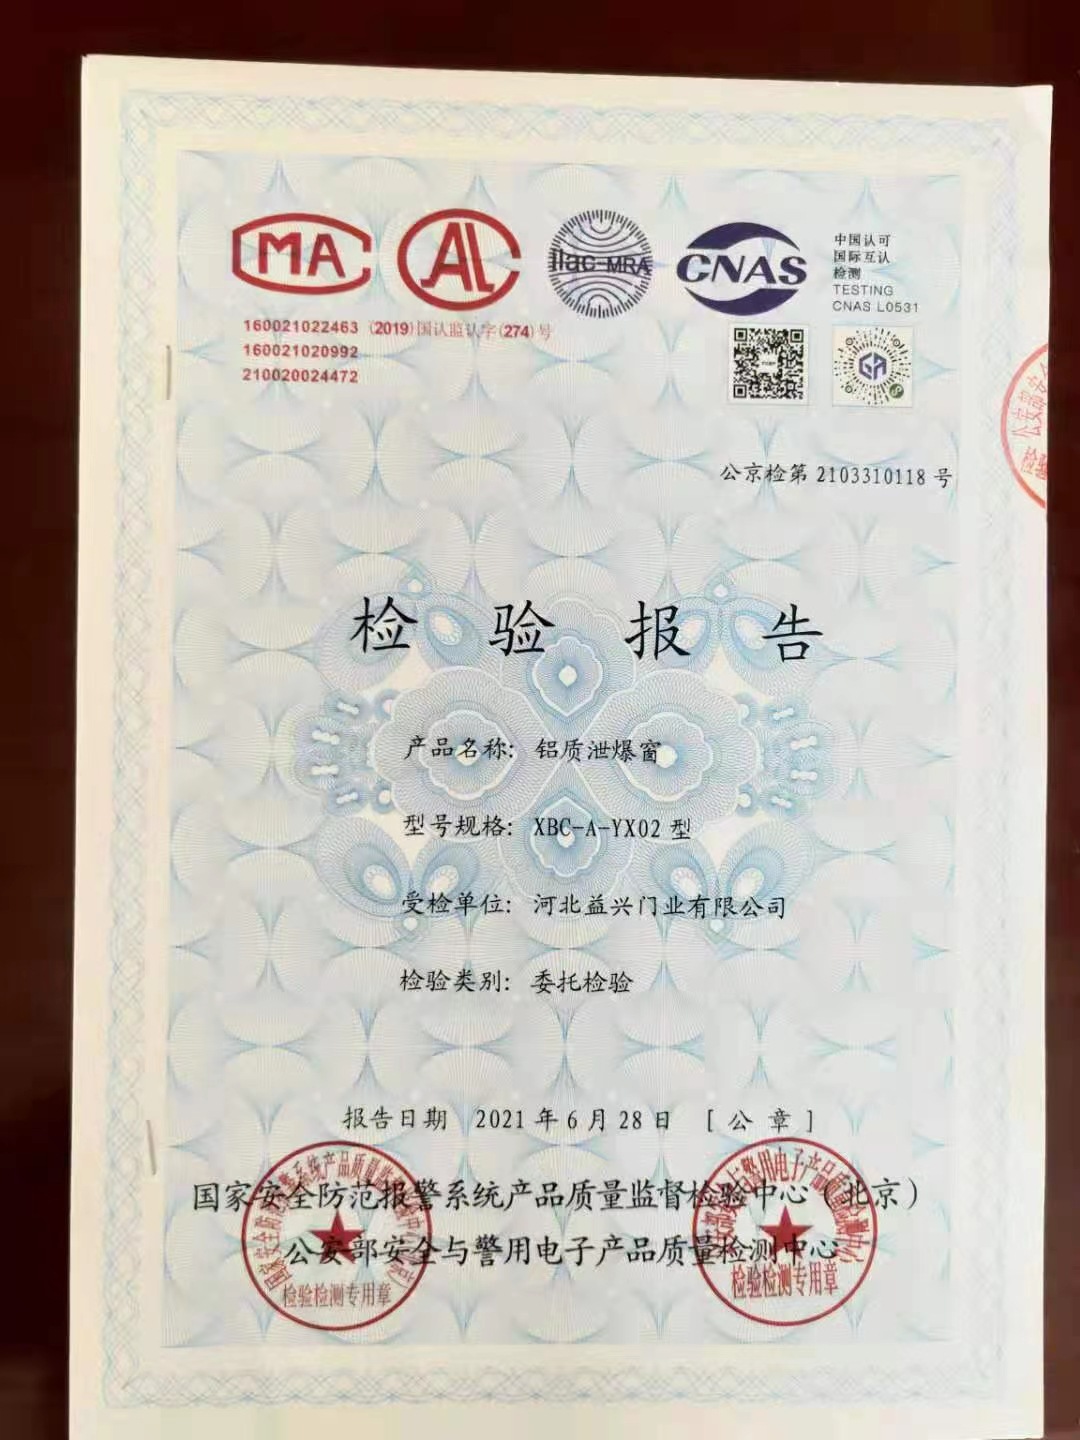 MA
AL
ilac-MRA
CNAS
中国认可
国际互认
检测
TESTING
CNAS L0531
160021022463 (2019)国认监认字(274)号
160021020992
210020024472
公京检第 2103310118 号
检验报告
产品名称: 铝质泄爆窗
型号规格: XBC-A-YX02 型
受检单位: 河北益兴门业有限公司
检验类别: 委托检验
报告日期 2021 年 6 月 28 日 [公章]
国家安全防范报警系统产品质量监督检验中心(北京)
公安部安全与警用电子产品质量检测中心
检验检测专用章
检验检测专用章